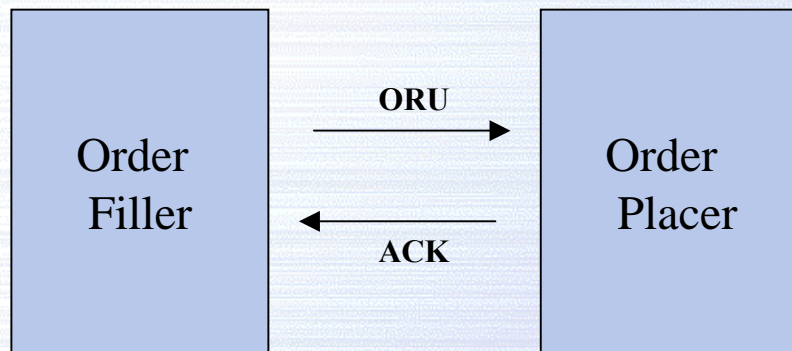 ORU
Order
Filler
Order
Placer
ACK